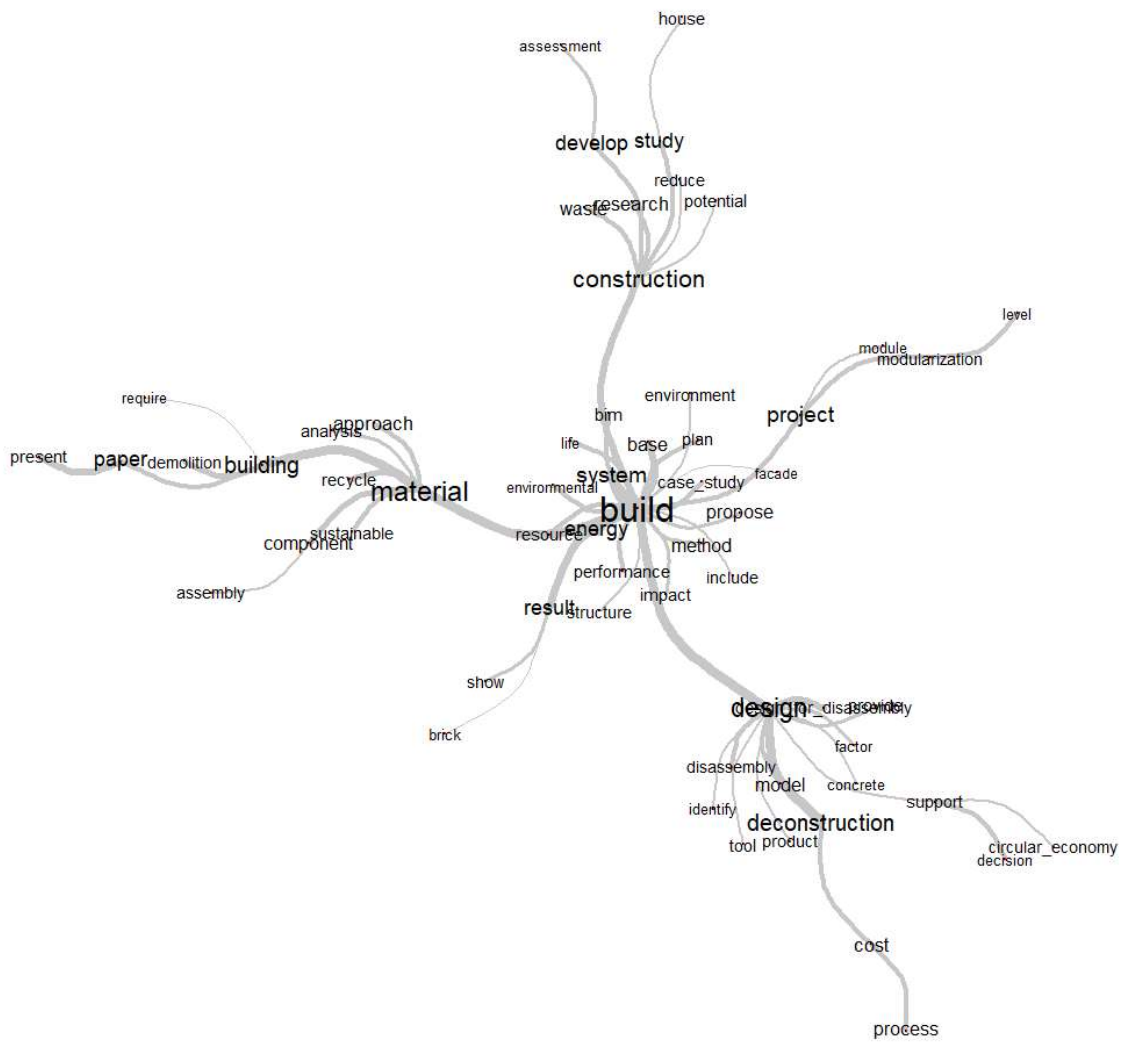 house
assessment
develop
study
reduce
research
potential
waste
construction
level
module
modularization
environment
require
project
bim
approach
analysis
plan
life
base
present
paper
demolition
building
system
facade
recycle
case_study
environmental
material
build
propose
energy
resource
sustainable
component
method
performance
include
assembly
impact
result
structure
show
design
design_for_disassembly
provide
brick
factor
disassembly
model
concrete
support
identify
deconstruction
product
tool
circular_economy
decision
cost
process